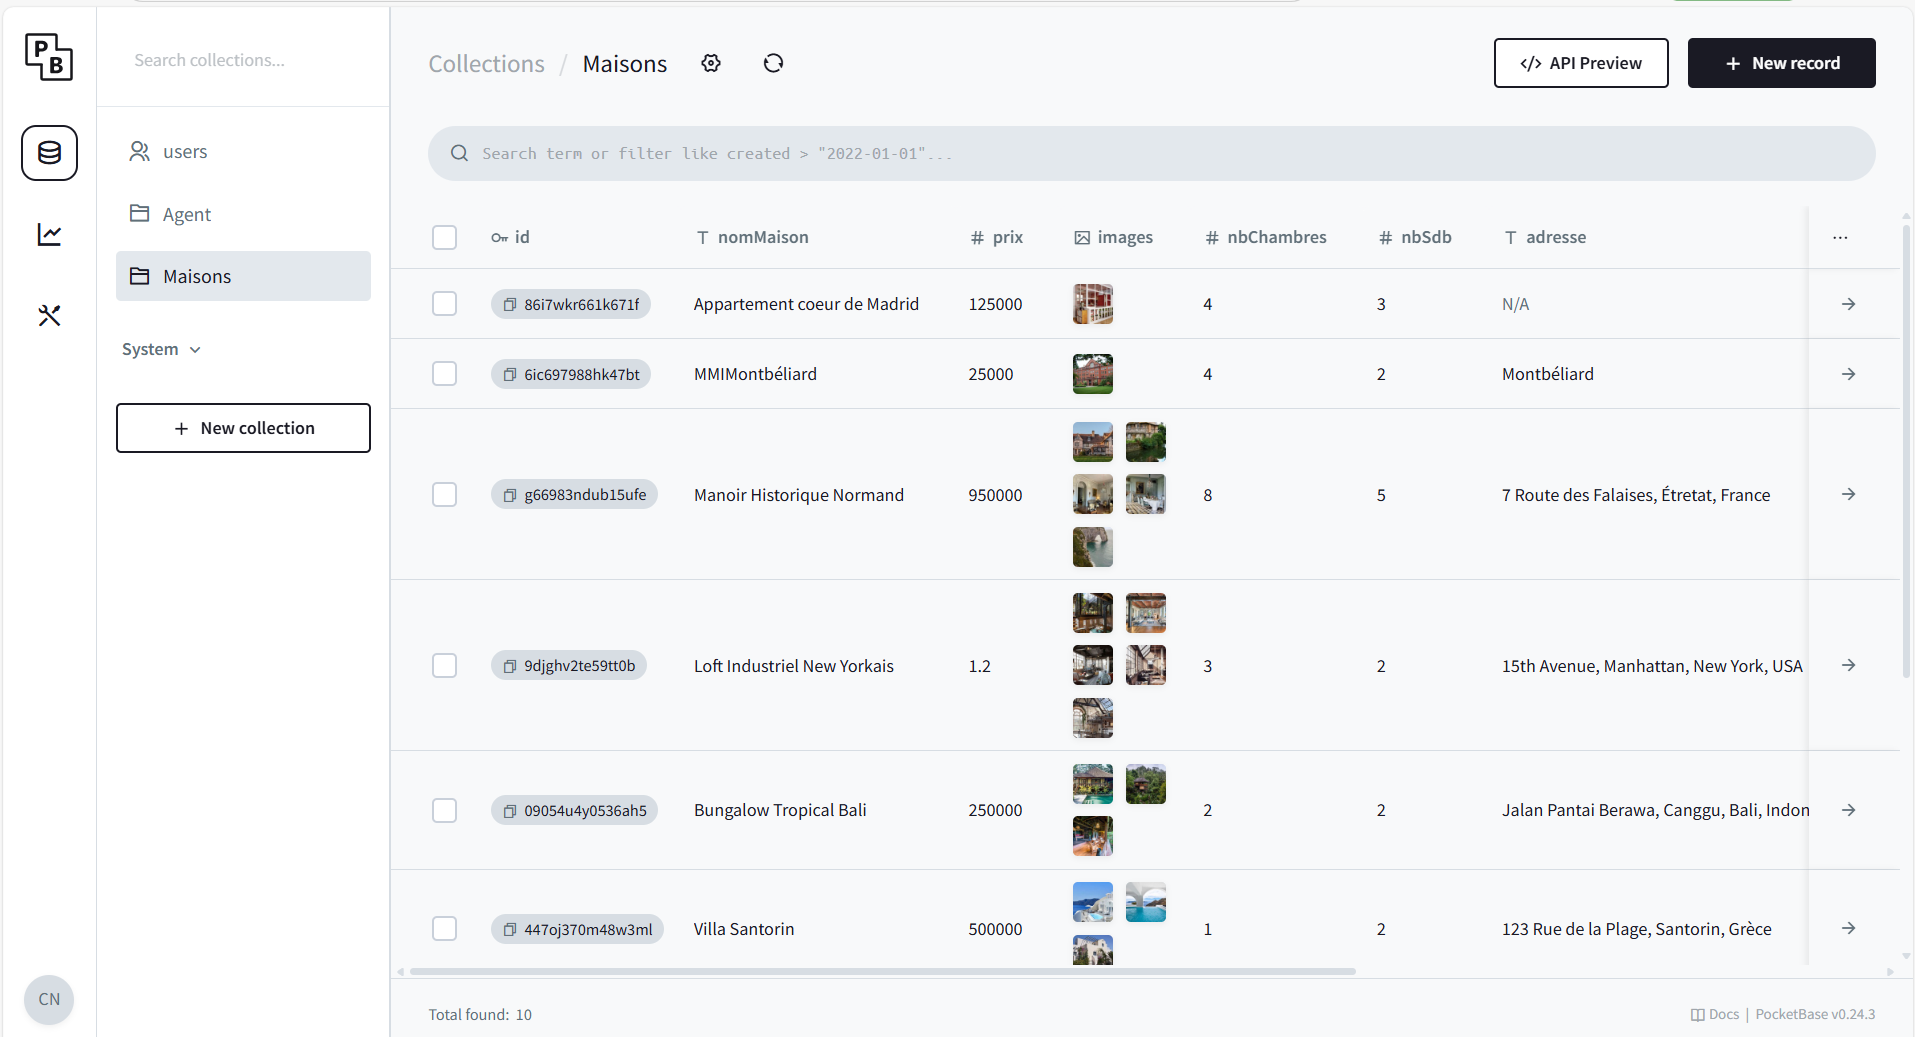 P
B
Search collections...
users
Agent
Maisons
System
+ New collection
CN
Collections / Maisons
</> API Preview
+ New record
Search term or filter like created > "2022-01-01"...
id
T nomMaison
# prix
images
# nbChambres
# nbSdb
T adresse
...
86i7wkr661k671f Appartement coeur de Madrid 125000 4 3 N/A
6ic697988hk47bt MMIMontbéliard 25000 4 2 Montbéliard
g66983ndub15ufe Manoir Historique Normand 950000 8 5 7 Route des Falaises, Étretat, France
9djghv2te59tt0b Loft Industriel New Yorkais 1.2 3 2 15th Avenue, Manhattan, New York, USA
09054u4y0536ah5 Bungalow Tropical Bali 250000 2 2 Jalan Pantai Berawa, Canggu, Bali, Indon
447oj370m48w3ml Villa Santorin 500000 1 2 123 Rue de la Plage, Santorin, Grèce
Total found: 10
Docs | PocketBase v0.24.3